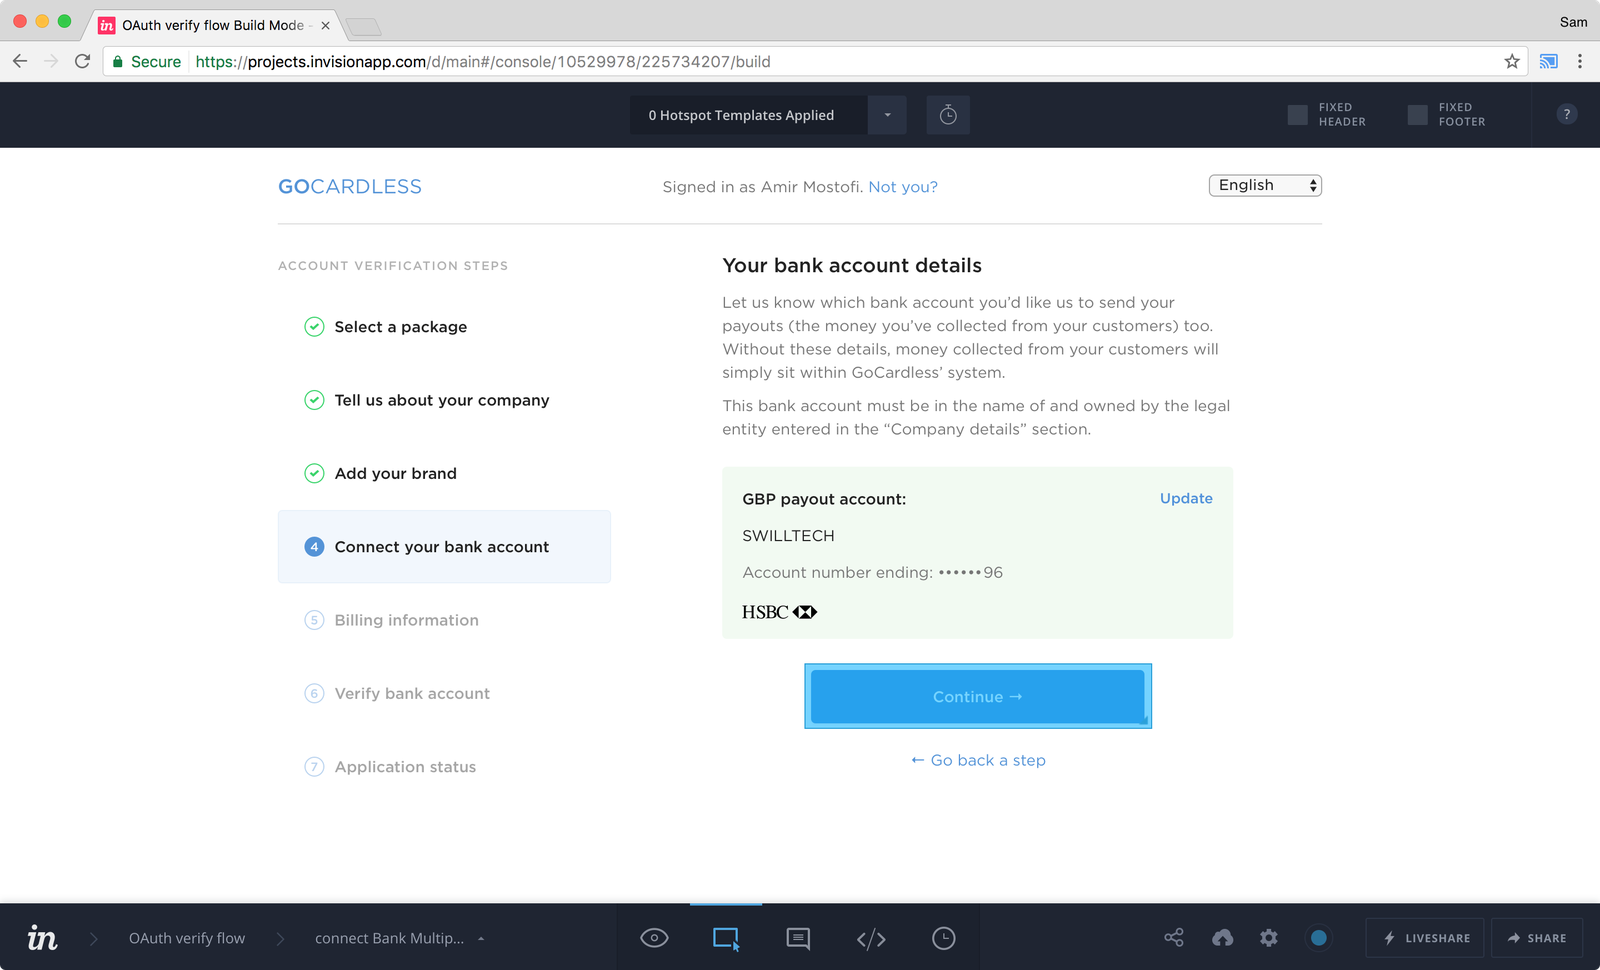 in OAuth verify flow Build Mode -
Sam
Secure https://projects.invisionapp.com/d/main#/console/10529978/225734207/build
0 Hotspot Templates Applied
FIXED
HEADER
FIXED
FOOTER
?
GOCARDLESS
Signed in as Amir Mostofi. Not you?
English
ACCOUNT VERIFICATION STEPS
Select a package
Tell us about your company
Add your brand
4 Connect your bank account
5 Billing information
6 Verify bank account
7 Application status
Your bank account details
Let us know which bank account you’d like us to send your
payouts (the money you’ve collected from your customers) too.
Without these details, money collected from your customers will
simply sit within GoCardless’ system.
This bank account must be in the name of and owned by the legal
entity entered in the “Company details” section.
GBP payout account:
Update
SWILLTECH
Account number ending: ••••••96
HSBC
Continue →
← Go back a step
in
OAuth verify flow
connect Bank Multip...
</>
LIVESHARE
SHARE